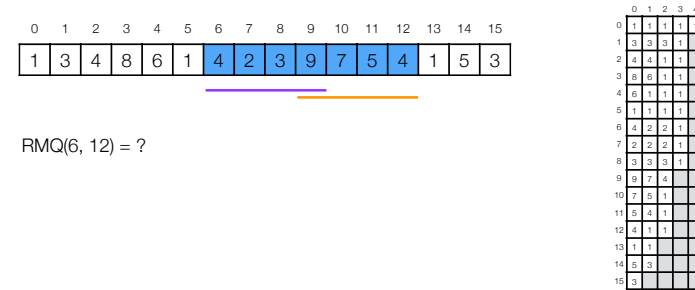 0 1 2 3 4 5 6 7 8 9 10 11 12 13 14 15
1 3 4 8 6 1 4 2 3 9 7 5 4 1 5 3
RMQ(6, 12) = ?
0 1 2 3
0 1 1 1 1
1 3 3 3 1
2 4 4 1 1
3 8 6 1 1
4 6 1 1 1
5 1 1 1 1
6 4 2 2 1
7 2 2 2 1
8 3 3 3 1
9 9 7 4
10 7 5 1
11 5 4 1
12 4 1 1
13 1 1
14 5 3
15 3